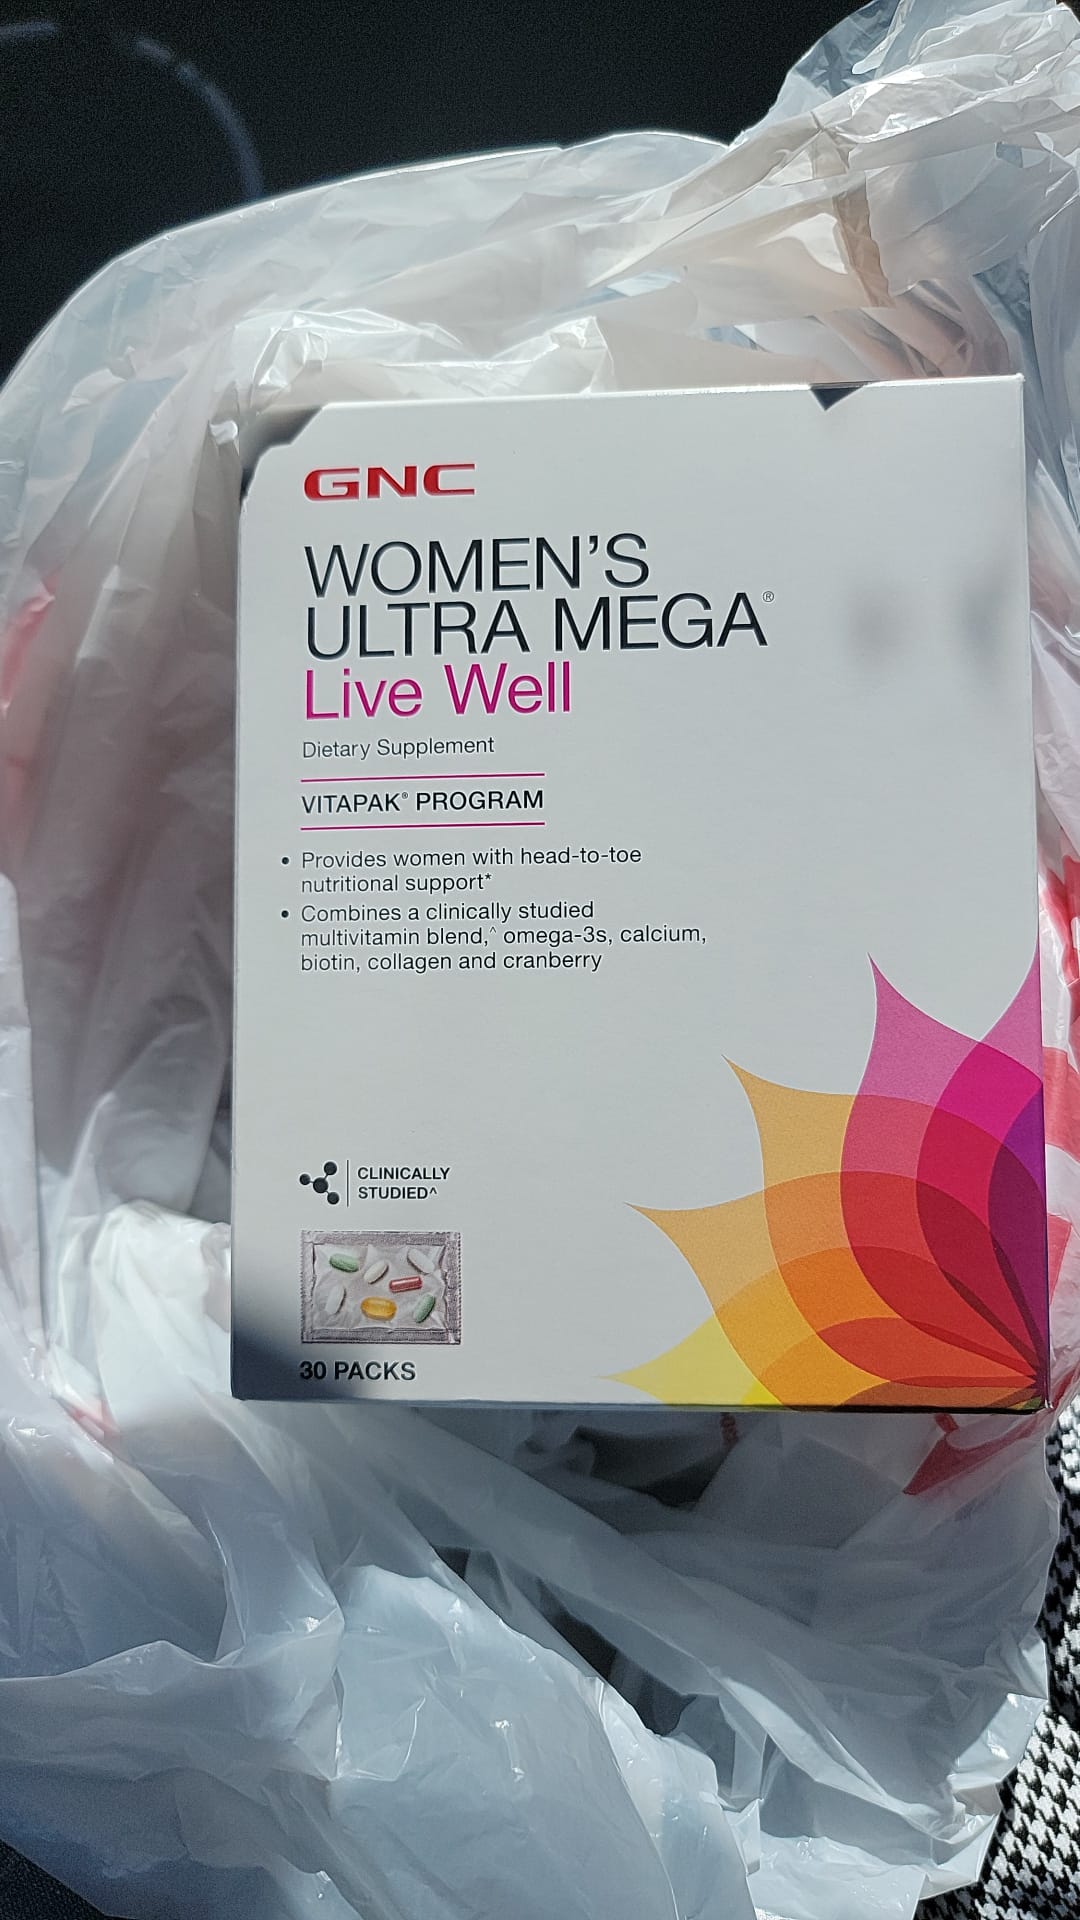 GNC
WOMEN'S
ULTRA MEGA®
Live Well
Dietary Supplement
VITAPAK® PROGRAM
• Provides women with head-to-toe
nutritional support*
• Combines a clinically studied
multivitamin blend,^ omega-3s, calcium,
biotin, collagen and cranberry
CLINICALLY
STUDIED^
30 PACKS